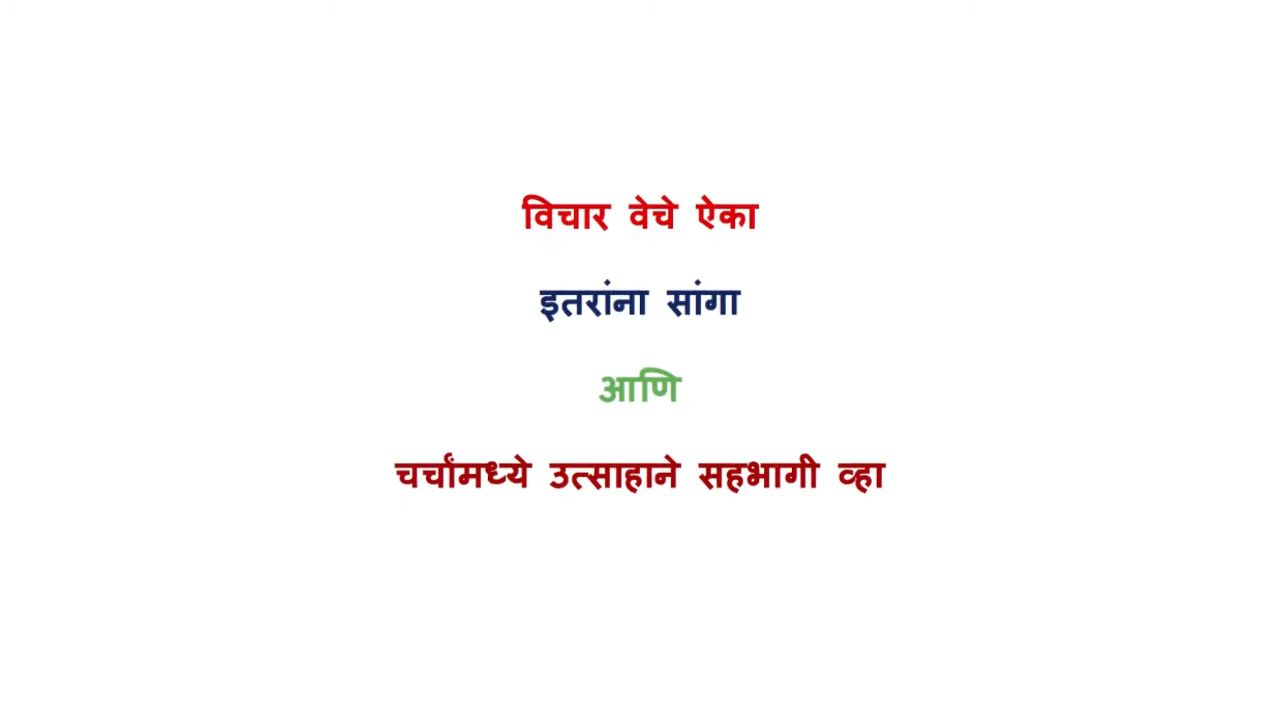 विचार वेचे ऐका
इतरांना सांगा
आणि
चर्चांमध्ये उत्साहाने सहभागी व्हा